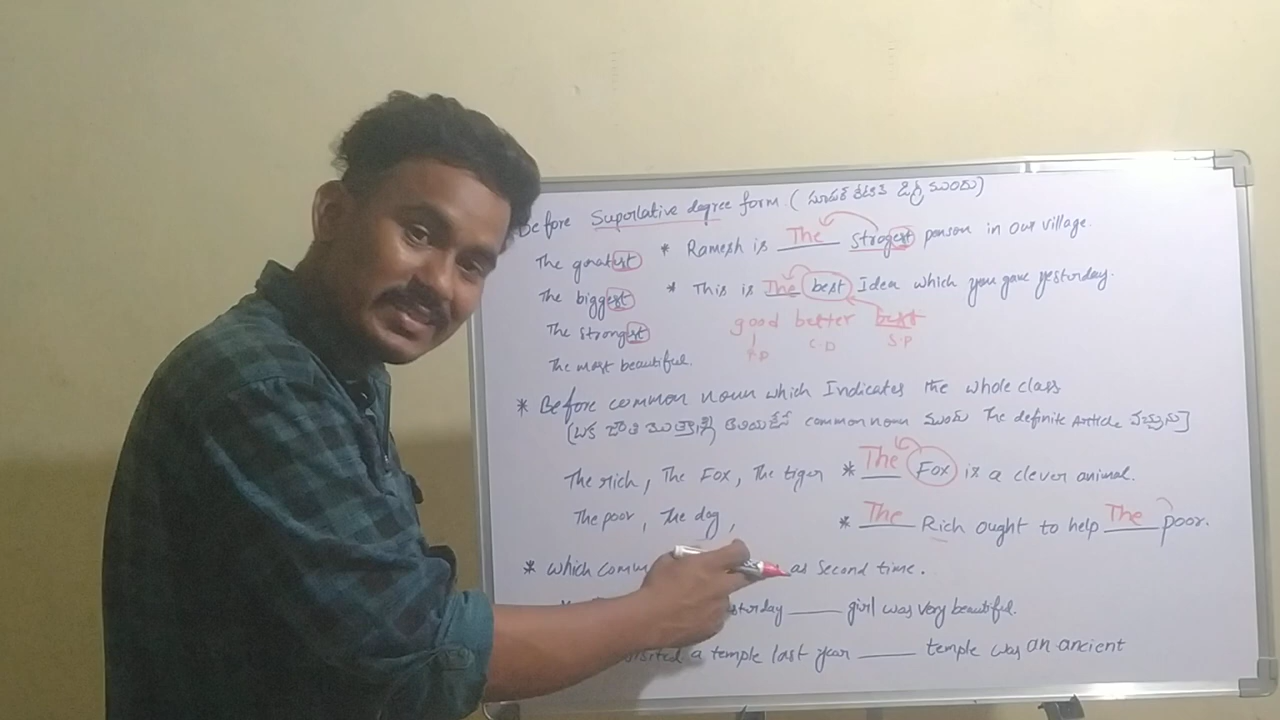 Before Superlative degree form (
* Ramesh is The strogest person in our village.
The greatest
The biggest
* This is The best Idea which you gave yesterday.
The strongest
good better best
P.D C.D S.P
The most beautiful.
* Before common noun which Indicates the whole class
common noun ముందు The definite Article వస్తుంది]
The rich, The Fox, The tiger
* The Fox is a clever animal.
The poor, The dog,
* The Rich ought to help The poor.
* which as second time.
girl was very beautiful.
a temple last year ____ temple was an ancient